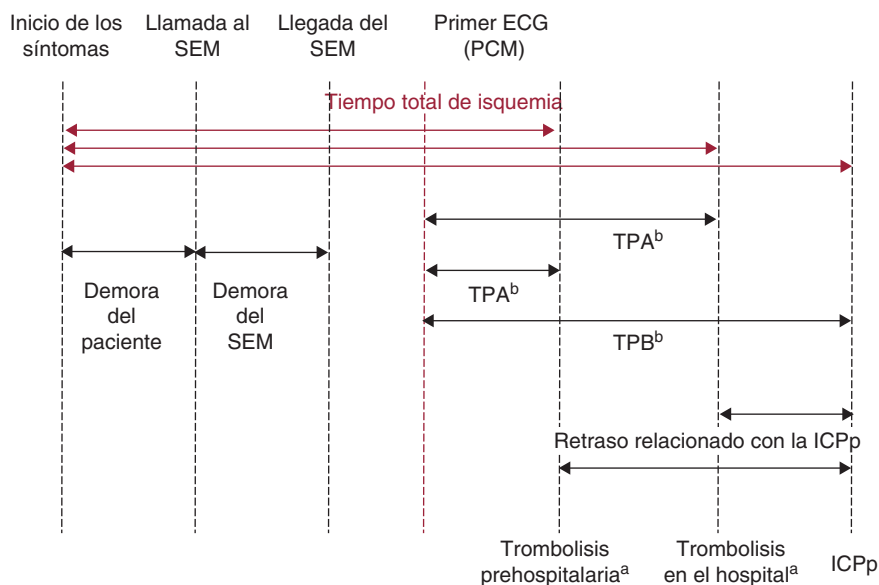 Inicio de los
síntomas
Llamada al
SEM
Llegada del
SEM
Primer ECG
(PCM)
Tiempo total de isquemia
TPAᵇ
TPAᵇ
Demora
del
paciente
Demora
del
SEM
TPBᵇ
Retraso relacionado con la ICPp
Trombolisis
prehospitalariaᵃ
Trombolisis
en el hospitalᵃ
ICPp